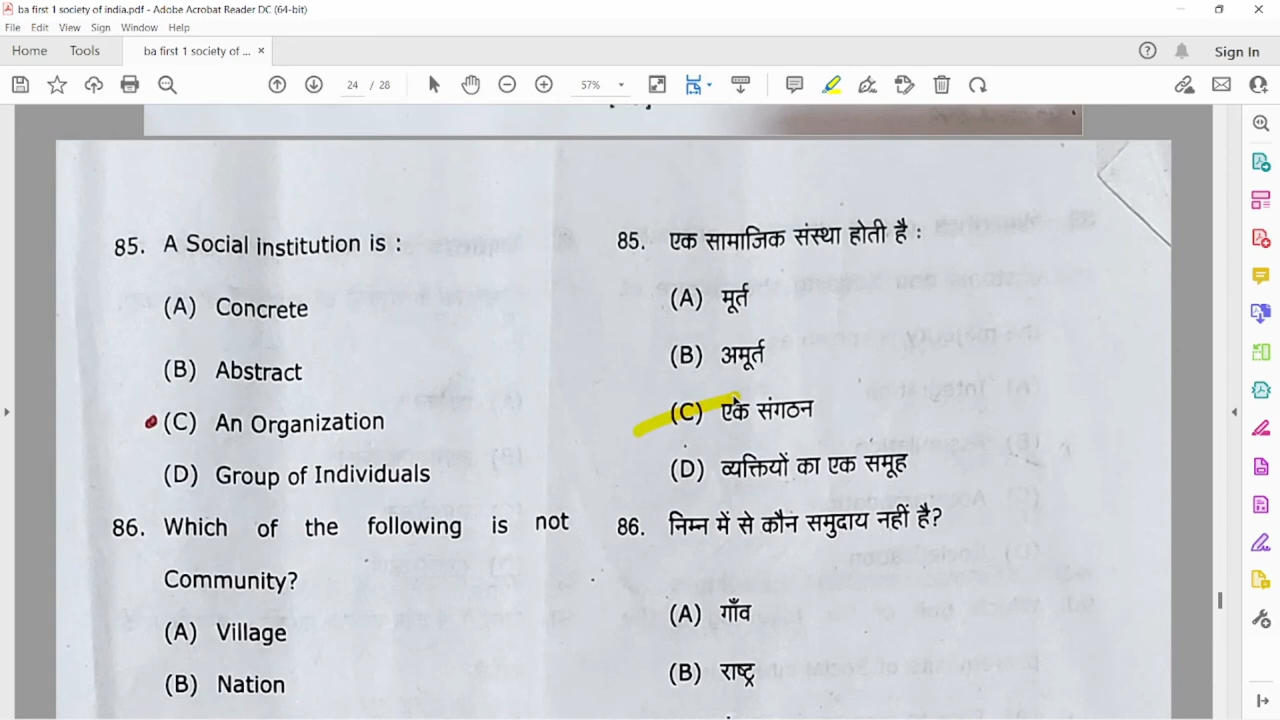 ba first 1 society of india.pdf - Adobe Acrobat Reader DC (64-bit)
File Edit View Sign Window Help
Home Tools ba first 1 society of ... × Sign In
24 / 28 57%
85. A Social institution is :
(A) Concrete
(B) Abstract
(C) An Organization
(D) Group of Individuals
86. Which of the following is not
Community?
(A) Village
(B) Nation
85. एक सामाजिक संस्था होती है :
(A) मूर्त
(B) अमूर्त
(C) एक संगठन
(D) व्यक्तियों का एक समूह
86. निम्न में से कौन समुदाय नहीं है?
(A) गाँव
(B) राष्ट्र